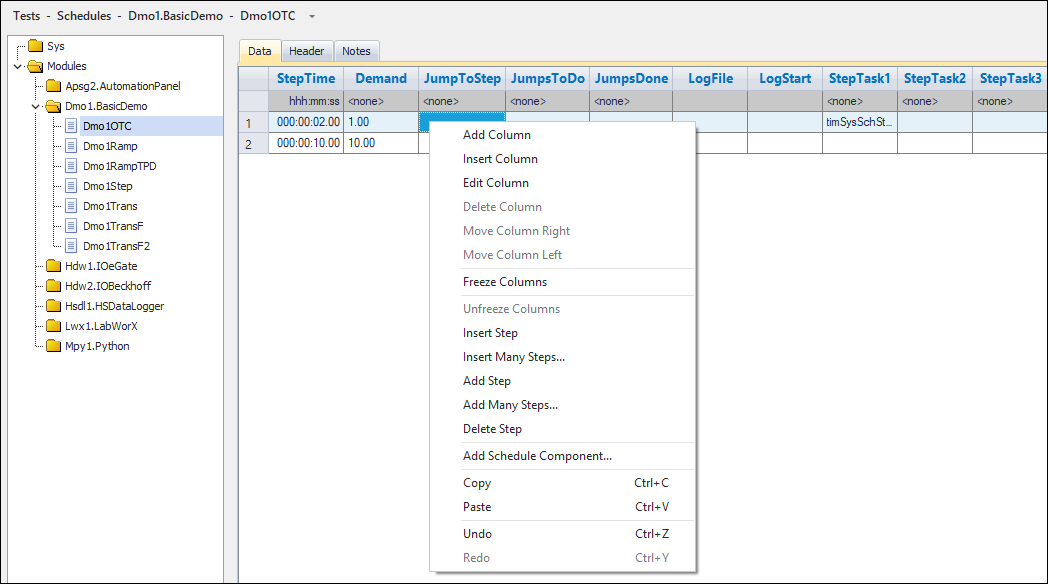 Tests - Schedules - Dmo1.BasicDemo - Dmo1OTC
Sys
Modules
Apsg2.AutomationPanel
Dmo1.BasicDemo
Dmo1OTC
Dmo1Ramp
Dmo1RampTPD
Dmo1Step
Dmo1Trans
Dmo1TransF
Dmo1TransF2
Hdw1.IOeGate
Hdw2.IOBeckhoff
Hsdl1.HSDataLogger
Lwx1.LabWorX
Mpy1.Python
Data Header Notes
StepTime Demand JumpToStep JumpsToDo JumpsDone LogFile LogStart StepTask1 StepTask2 StepTask3
hhh:mm:ss <none> <none> <none> <none> <none> <none> <none>
1 000:00:02.00 1.00 timSysSchSt...
2 000:00:10.00 10.00
Add Column
Insert Column
Edit Column
Delete Column
Move Column Right
Move Column Left
Freeze Columns
Unfreeze Columns
Insert Step
Insert Many Steps...
Add Step
Add Many Steps...
Delete Step
Add Schedule Component...
Copy Ctrl+C
Paste Ctrl+V
Undo Ctrl+Z
Redo Ctrl+Y